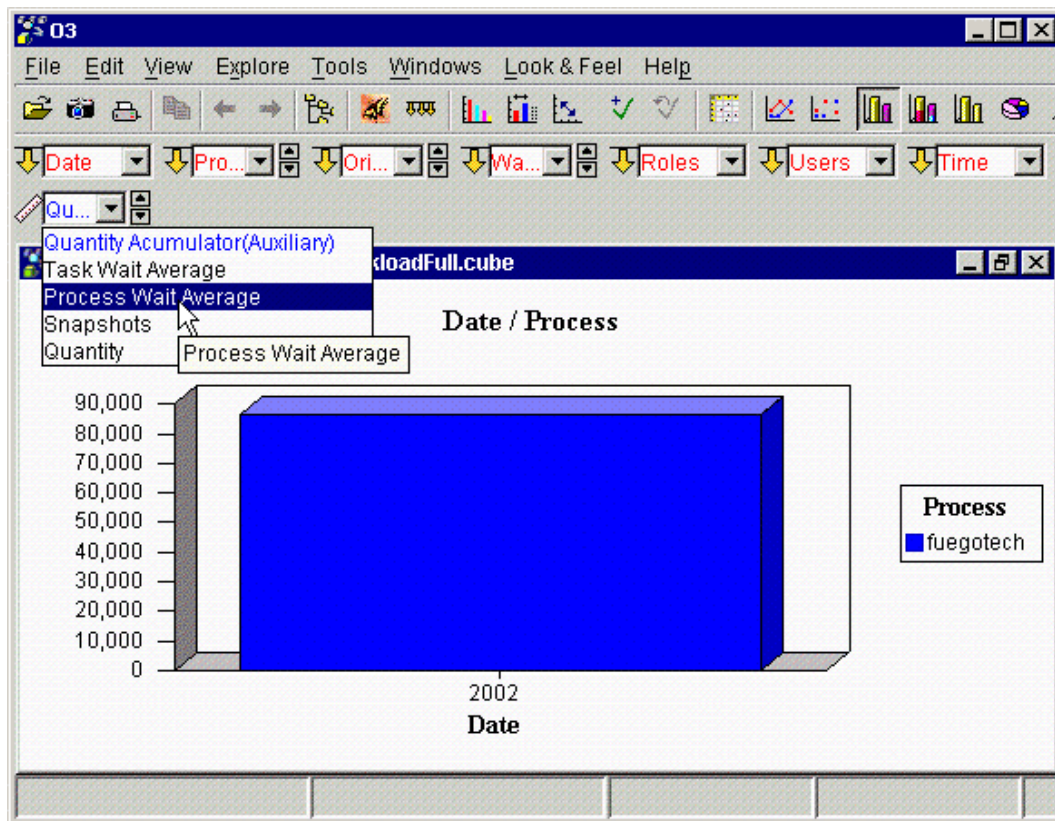 O3
File Edit View Explore Tools Windows Look & Feel Help
Date Pro... Ori... Wa... Roles Users Time
Qu...
Quantity Acumulator(Auxiliary)
kloadFull.cube
Task Wait Average
Process Wait Average
Snapshots
Quantity
Process Wait Average
Date / Process
90,000
80,000
70,000
60,000
50,000
40,000
30,000
20,000
10,000
0
2002
Date
Process
fuegotech